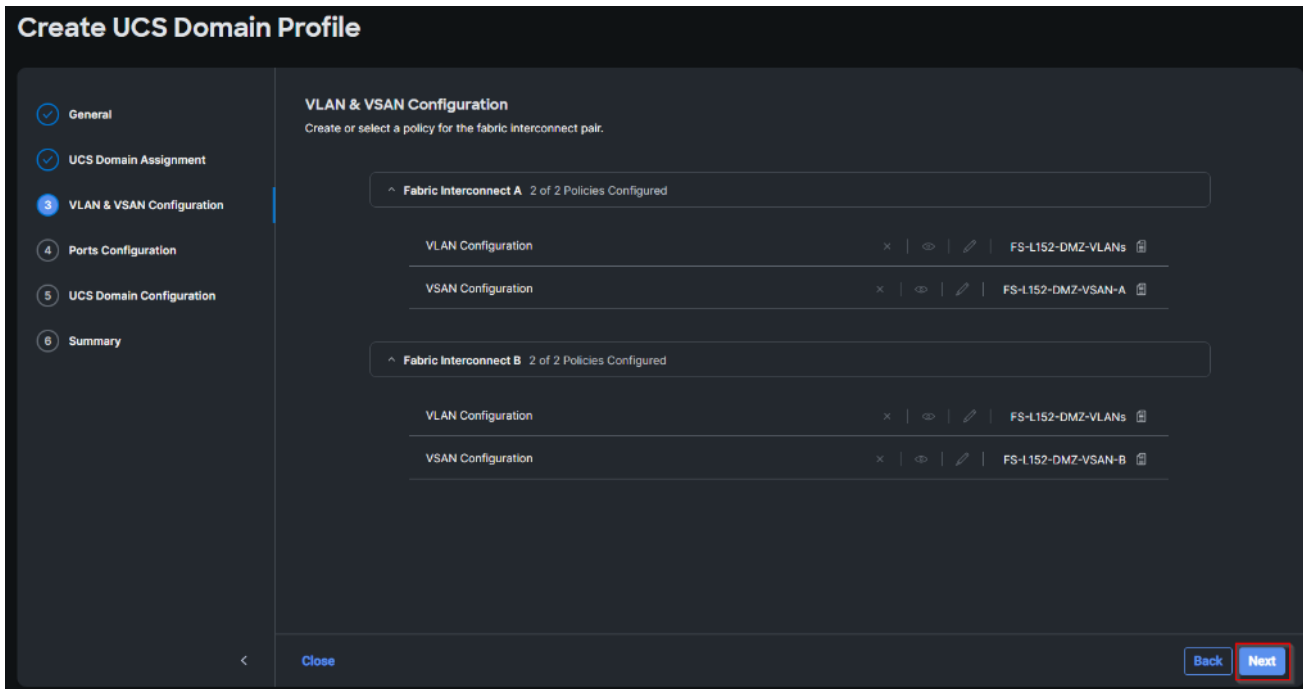 Create UCS Domain Profile
General
UCS Domain Assignment
3 VLAN & VSAN Configuration
4 Ports Configuration
5 UCS Domain Configuration
6 Summary
VLAN & VSAN Configuration
Create or select a policy for the fabric interconnect pair.
Fabric Interconnect A 2 of 2 Policies Configured
VLAN Configuration FS-L152-DMZ-VLANs
VSAN Configuration FS-L152-DMZ-VSAN-A
Fabric Interconnect B 2 of 2 Policies Configured
VLAN Configuration FS-L152-DMZ-VLANs
VSAN Configuration FS-L152-DMZ-VSAN-B
Close Back Next